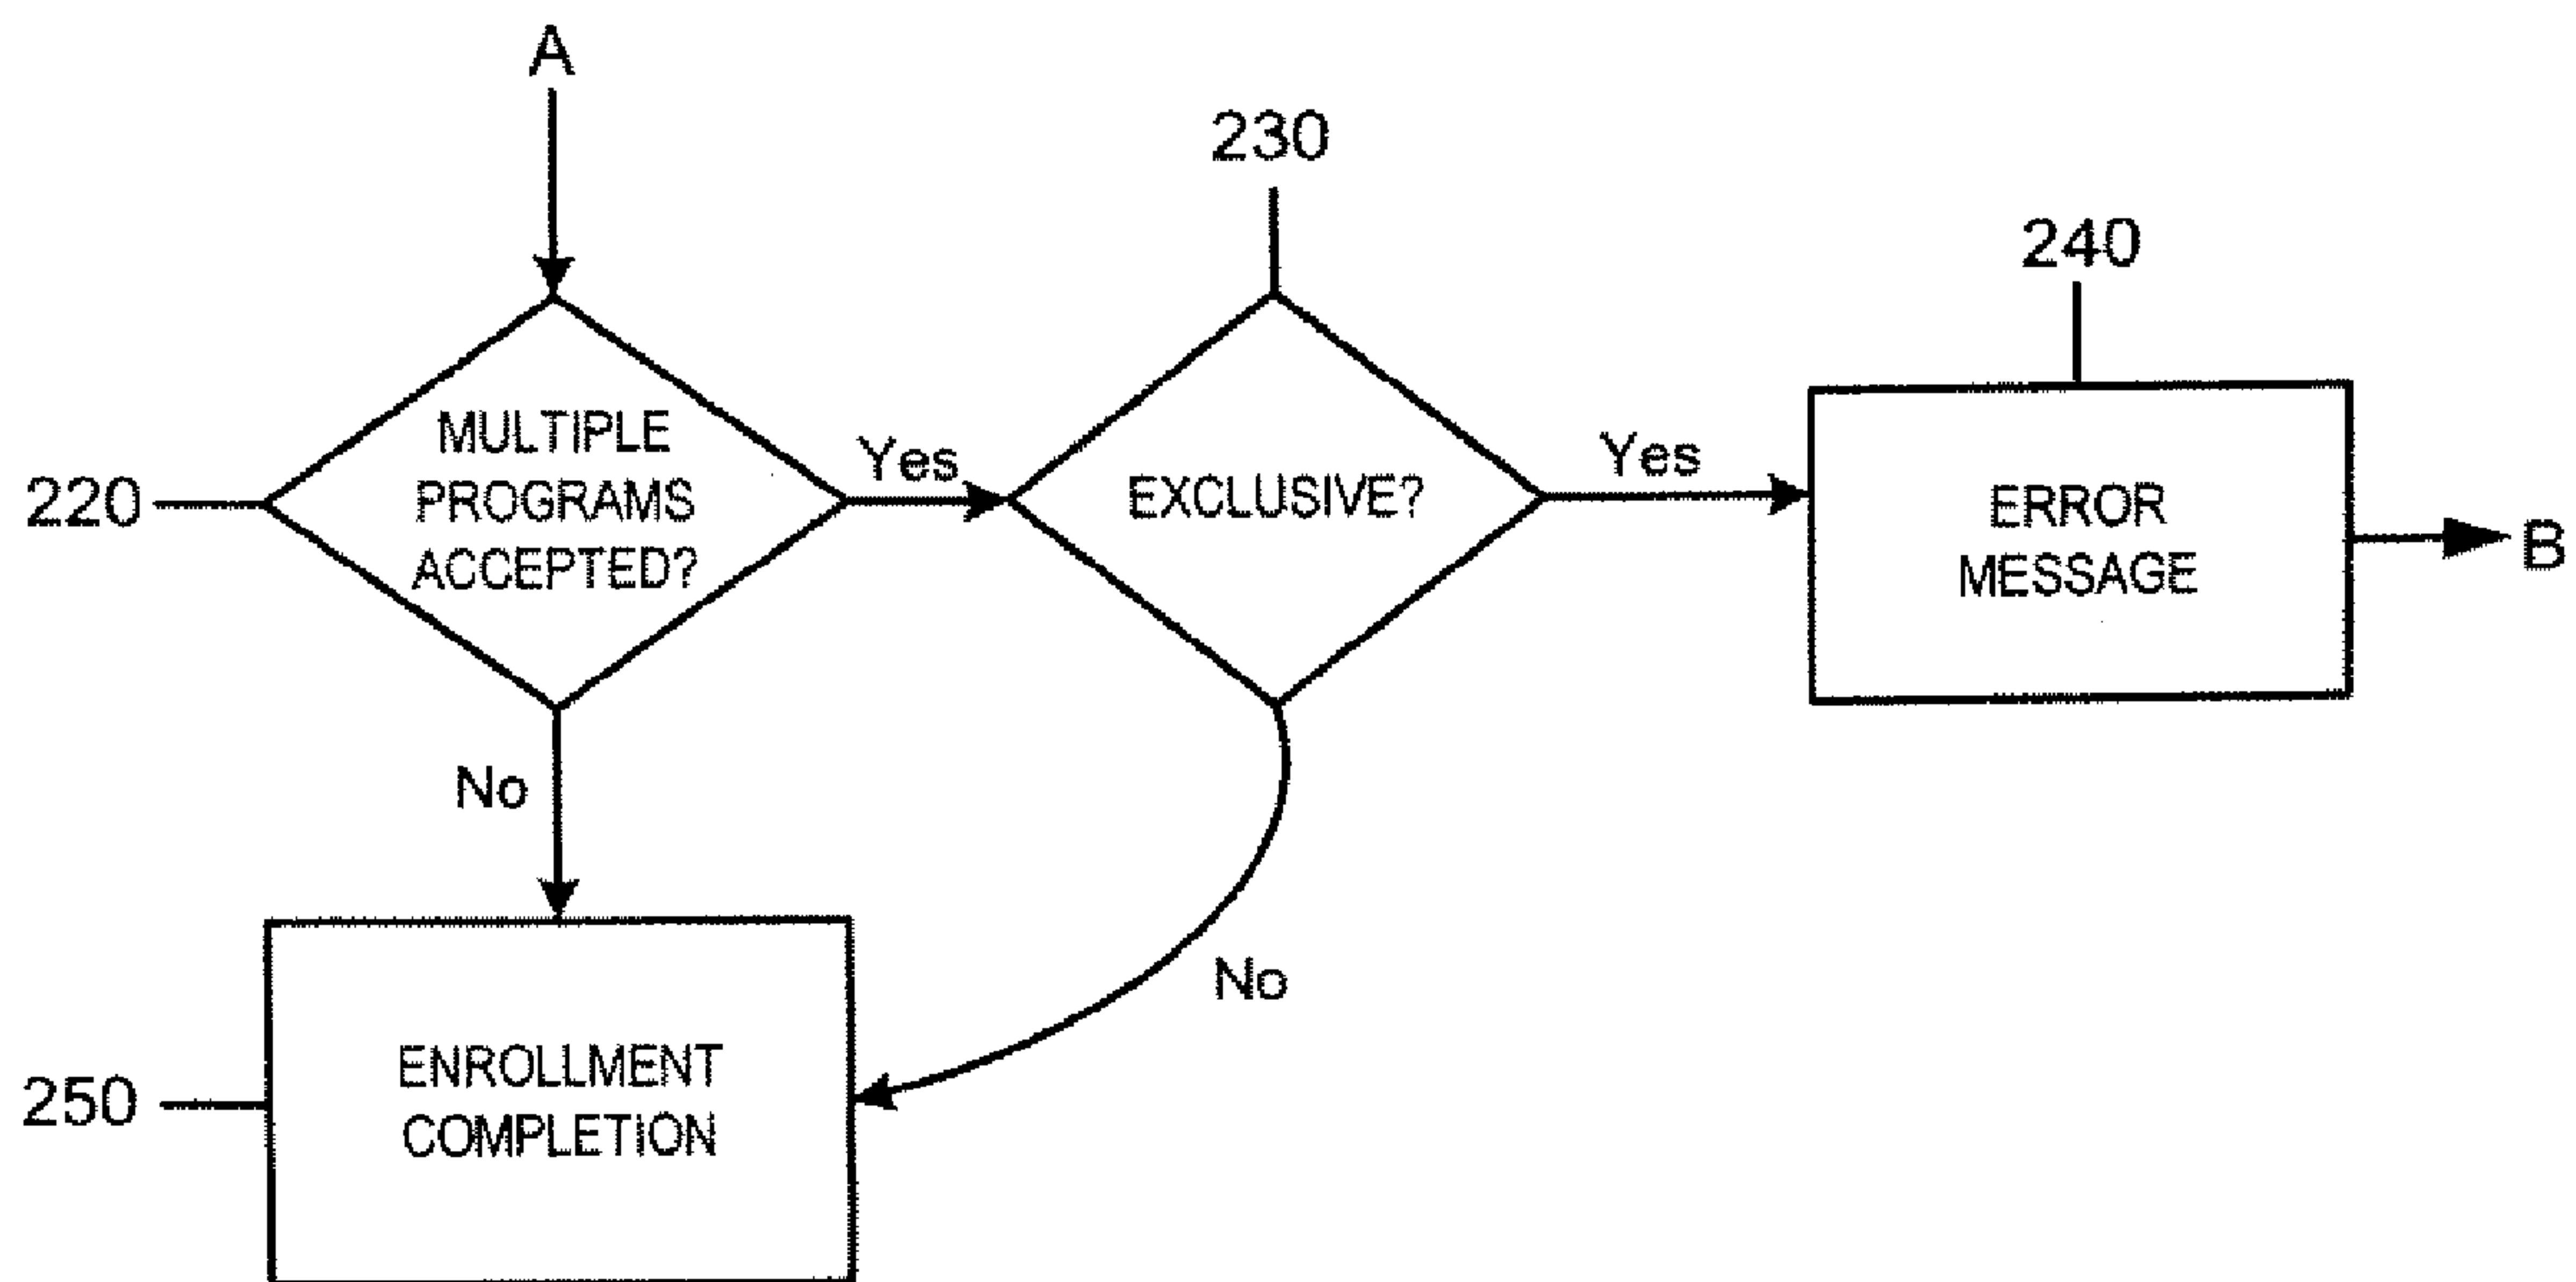 A
230
240
MULTIPLE
PROGRAMS
ACCEPTED?
220
Yes
EXCLUSIVE?
Yes
ERROR
MESSAGE
B
No
No
250
ENROLLMENT
COMPLETION